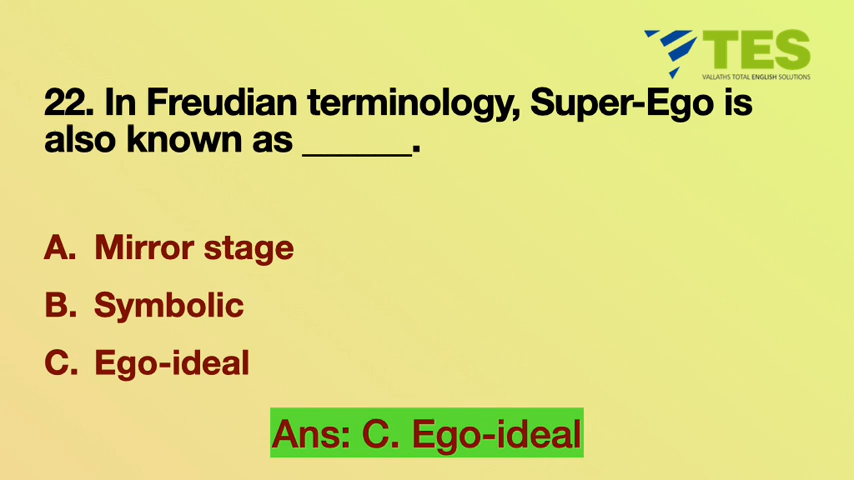 TES
VALLATHS TOTAL ENGLISH SOLUTIONS
22. In Freudian terminology, Super-Ego is
also known as ______.
A. Mirror stage
B. Symbolic
C. Ego-ideal
Ans: C. Ego-ideal